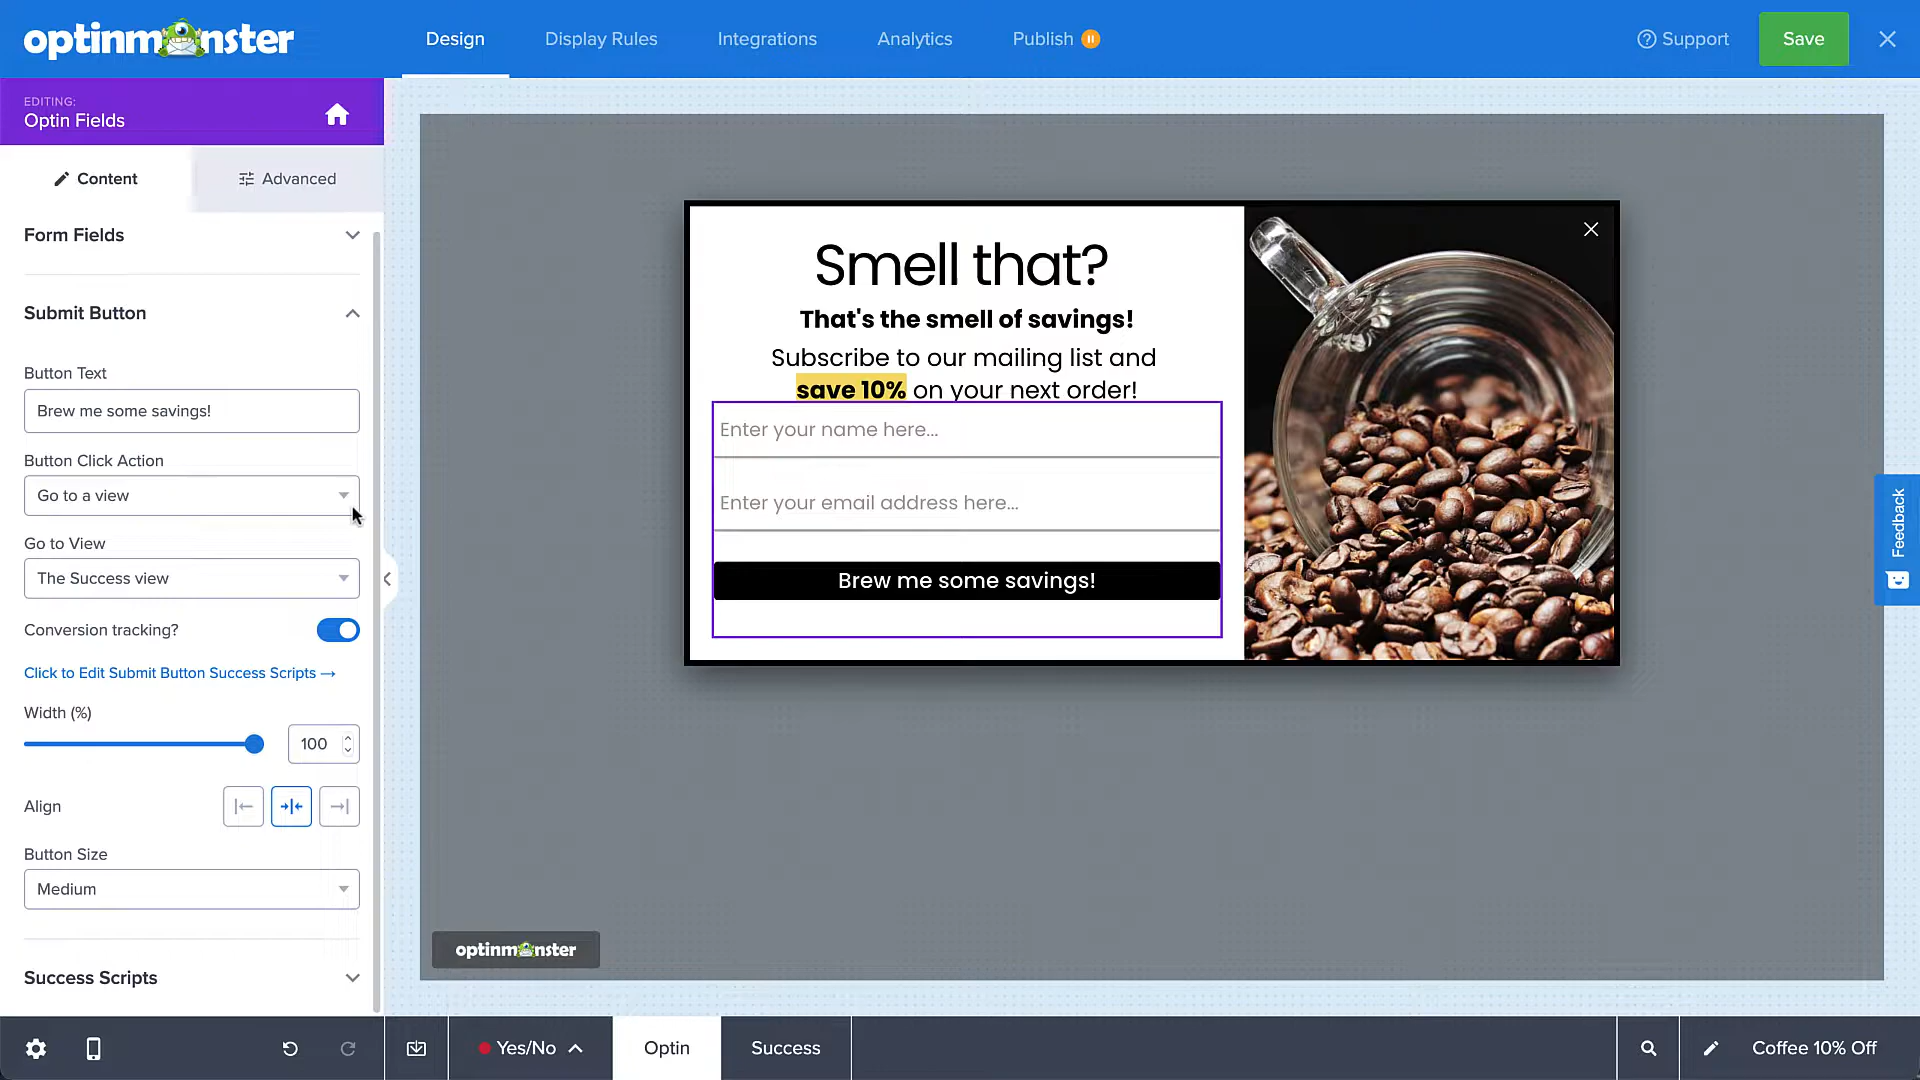 optinmonster
Design
Display Rules
Integrations
Analytics
Publish
Support
Save
EDITING:
Optin Fields
Content
Advanced
Form Fields
Submit Button
Button Text
Brew me some savings!
Button Click Action
Go to a view
Go to View
The Success view
Conversion tracking?
Click to Edit Submit Button Success Scripts →
Width (%)
100
Align
Button Size
Medium
Success Scripts
Smell that?
That's the smell of savings!
Subscribe to our mailing list and
save 10% on your next order!
Enter your name here...
Enter your email address here...
Brew me some savings!
optinmonster
Feedback
Yes/No
Optin
Success
Coffee 10% Off